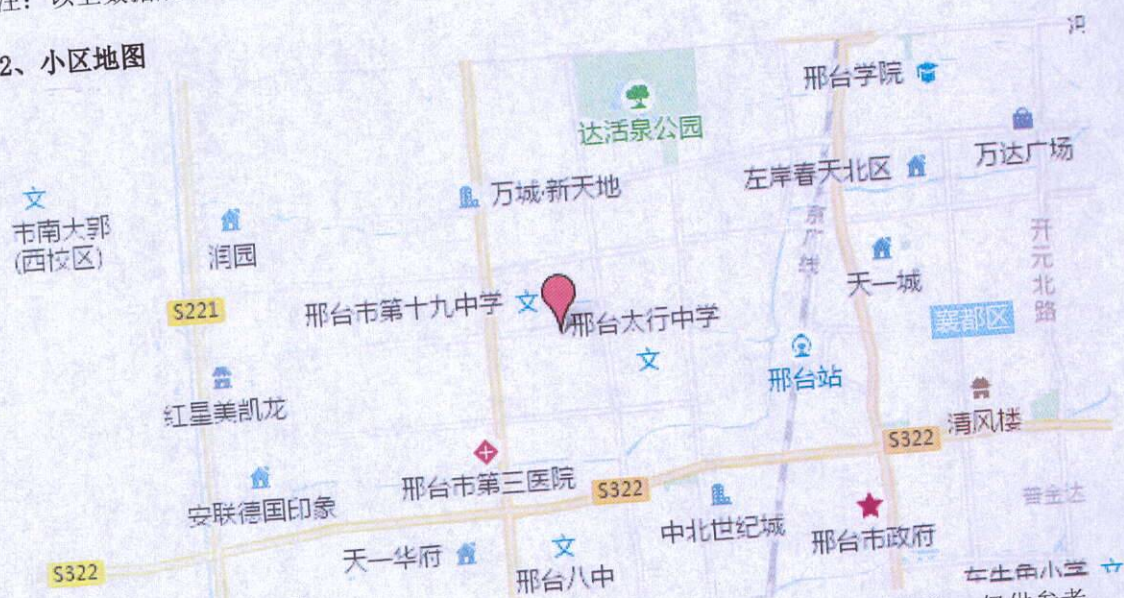 2、小区地图
邢台学院
达活泉公园
万达广场
左岸春天北区
万城·新天地
文
市南大郭
(西校区)
润园
京广线
开元北路
天一城
S221
邢台市第十九中学
文
邢台太行中学
文
襄都区
邢台站
红星美凯龙
清风楼
S322
邢台市第三医院
S322
安联德国印象
中北世纪城
邢台市政府
天一华府
文
邢台八中
S322
文